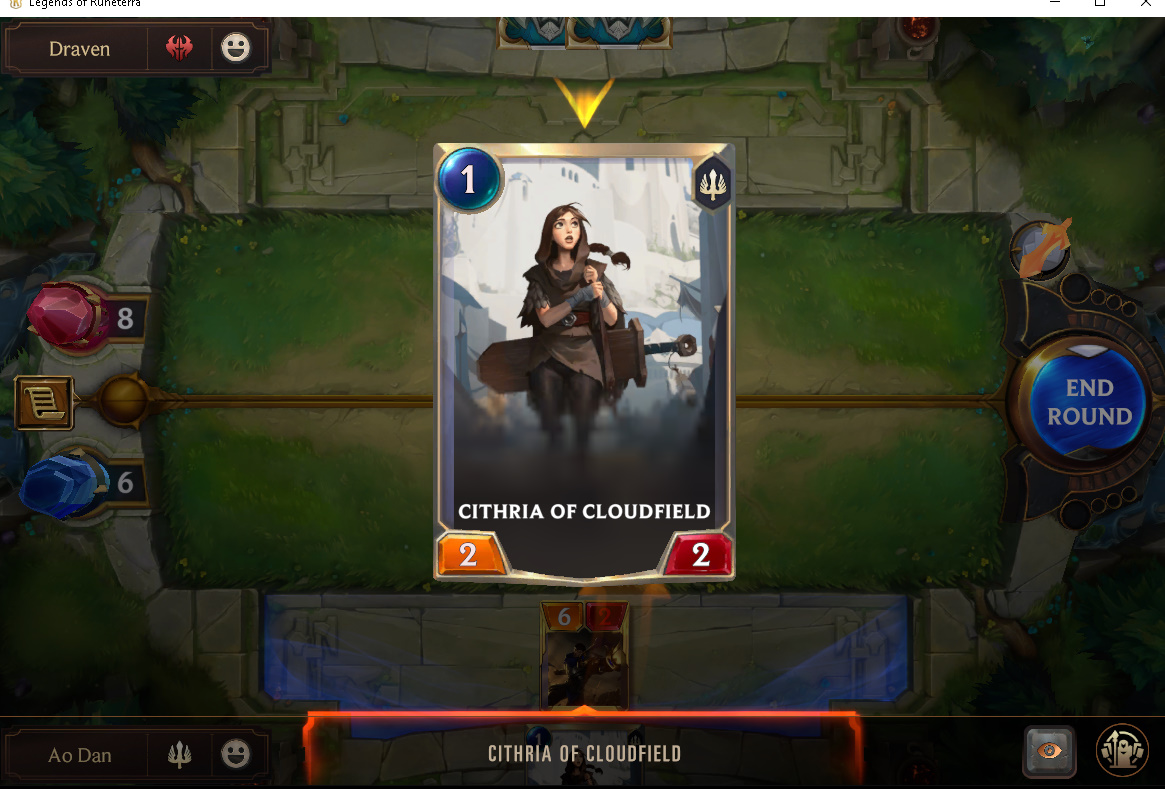 Legends of Runeterra
Draven
1
8
END
ROUND
6
CITHRIA OF CLOUDFIELD
2
2
6
2
1
Ao Dan
CITHRIA OF CLOUDFIELD